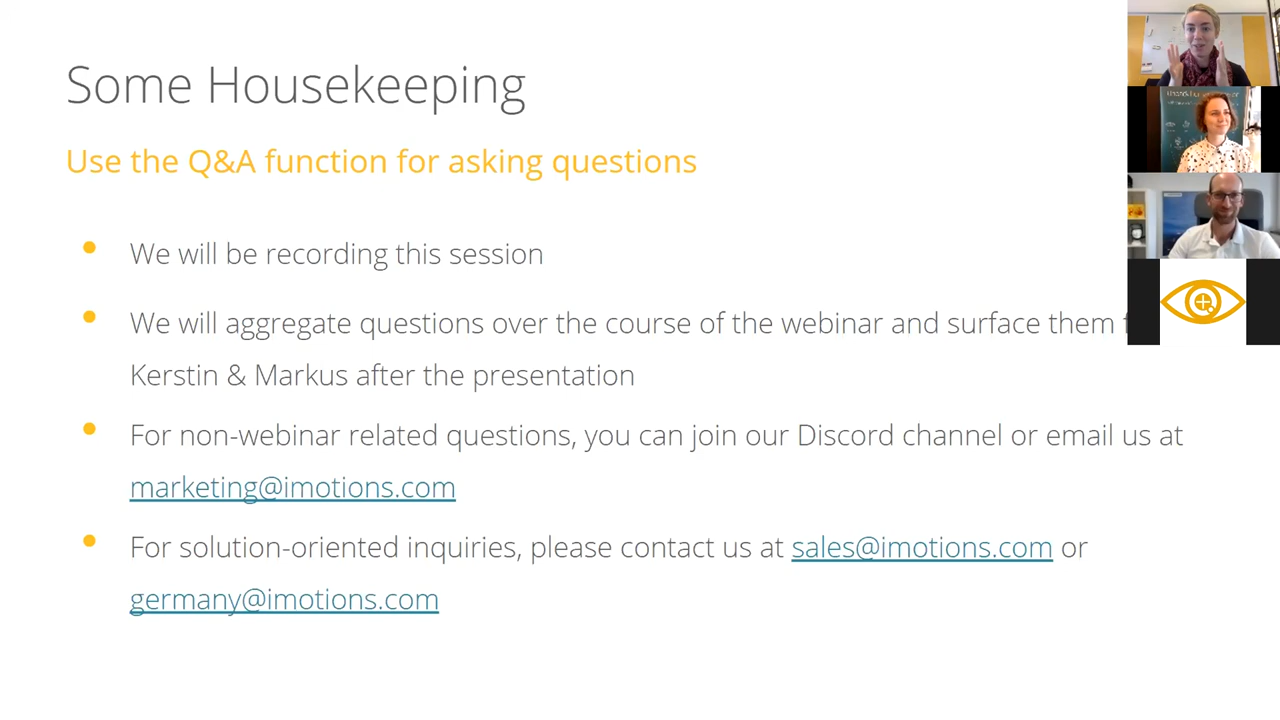 Some Housekeeping
Use the Q&A function for asking questions
We will be recording this session
We will aggregate questions over the course of the webinar and surface them
Kerstin & Markus after the presentation
For non-webinar related questions, you can join our Discord channel or email us at
marketing@imotions.com
For solution-oriented inquiries, please contact us at sales@imotions.com or
germany@imotions.com